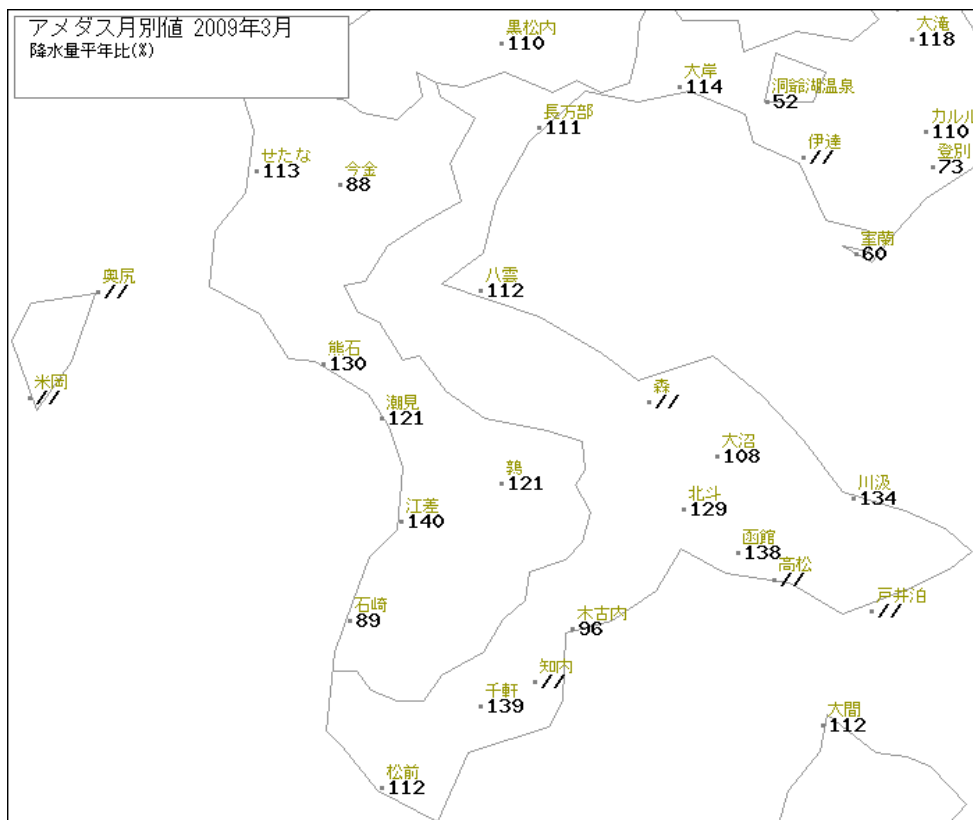 アメダス月別値 2009年3月
降水量平年比(%)
黒松内
110
大滝
118
大岸
114
洞爺湖温泉
52
長万部
111
カルル
110
伊達
//
登別
73
せたな
113
今金
88
室蘭
60
奥尻
//
八雲
112
熊石
130
米岡
//
森
//
潮見
121
大沼
108
鶉
121
川汲
134
北斗
129
江差
140
函館
138
高松
//
戸井泊
//
石崎
89
木古内
96
知内
//
千軒
139
大間
112
松前
112